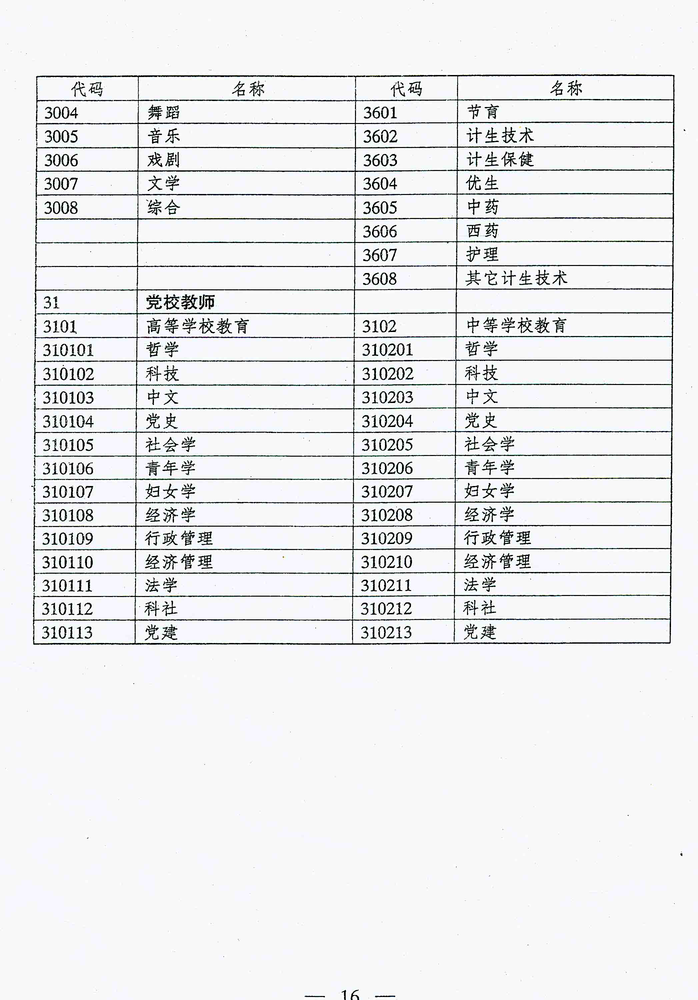 代码 名称 代码 名称
3004 舞蹈 3601 节育
3005 音乐 3602 计生技术
3006 戏剧 3603 计生保健
3007 文学 3604 优生
3008 综合 3605 中药
3606 西药
3607 护理
3608 其它计生技术
31 党校教师
3101 高等学校教育 3102 中等学校教育
310101 哲学 310201 哲学
310102 科技 310202 科技
310103 中文 310203 中文
310104 党史 310204 党史
310105 社会学 310205 社会学
310106 青年学 310206 青年学
310107 妇女学 310207 妇女学
310108 经济学 310208 经济学
310109 行政管理 310209 行政管理
310110 经济管理 310210 经济管理
310111 法学 310211 法学
310112 科社 310212 科社
310113 党建 310213 党建
— 16 —